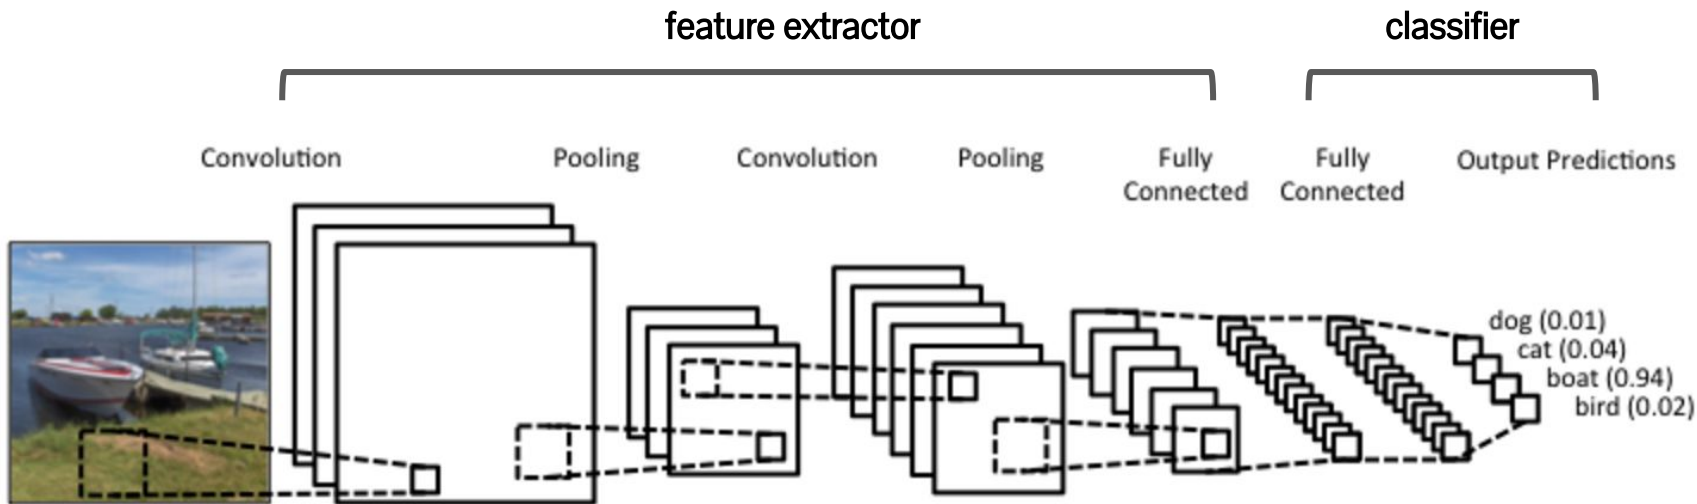 feature extractor
classifier
Convolution
Pooling
Convolution
Pooling
Fully
Connected
Fully
Connected
Output Predictions
dog (0.01)
cat (0.04)
boat (0.94)
bird (0.02)